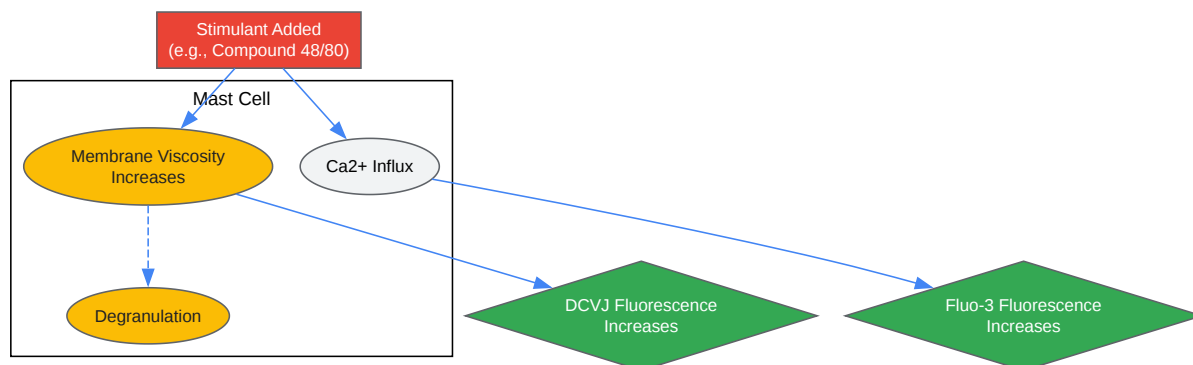 Stimulant Added
(e.g., Compound 48/80)
Mast Cell
Membrane Viscosity
Increases
Ca2+ Influx
Degranulation
DCVJ Fluorescence
Increases
Fluo-3 Fluorescence
Increases